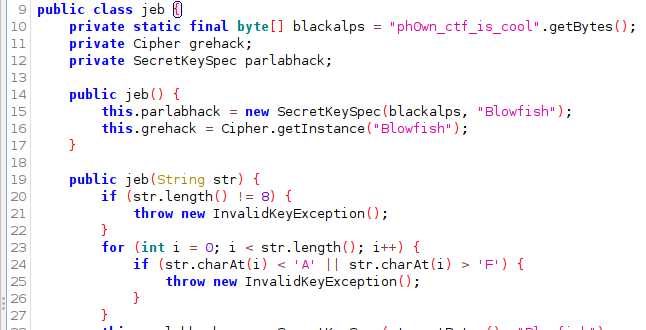 9 public class jeb {
10 private static final byte[] blackalps = "ph0wn_ctf_is_cool".getBytes();
11 private Cipher grehack;
12 private SecretKeySpec parlabhack;
13
14 public jeb() {
15 this.parlabhack = new SecretKeySpec(blackalps, "Blowfish");
16 this.grehack = Cipher.getInstance("Blowfish");
17 }
18
19 public jeb(String str) {
20 if (str.length() != 8) {
21 throw new InvalidKeyException();
22 }
23 for (int i = 0; i < str.length(); i++) {
24 if (str.charAt(i) < 'A' || str.charAt(i) > 'F') {
25 throw new InvalidKeyException();
26 }
27 }